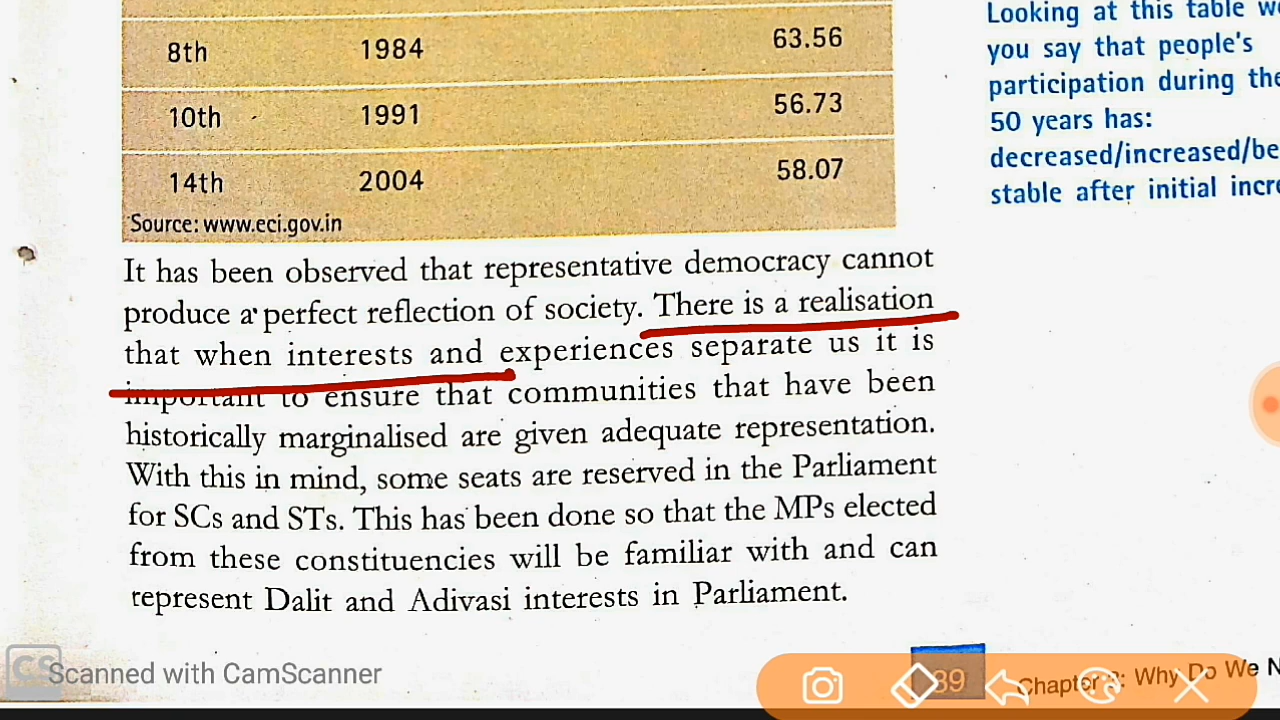 8th 1984 63.56
10th 1991 56.73
14th 2004 58.07
Source: www.eci.gov.in
It has been observed that representative democracy cannot
produce a perfect reflection of society. There is a realisation
that when interests and experiences separate us it is
important to ensure that communities that have been
historically marginalised are given adequate representation.
With this in mind, some seats are reserved in the Parliament
for SCs and STs. This has been done so that the MPs elected
from these constituencies will be familiar with and can
represent Dalit and Adivasi interests in Parliament.
Looking at this table
you say that people's
participation during
50 years has:
decreased/increased/
stable after initial
CS Scanned with CamScanner
39 Chapter : Why Do We